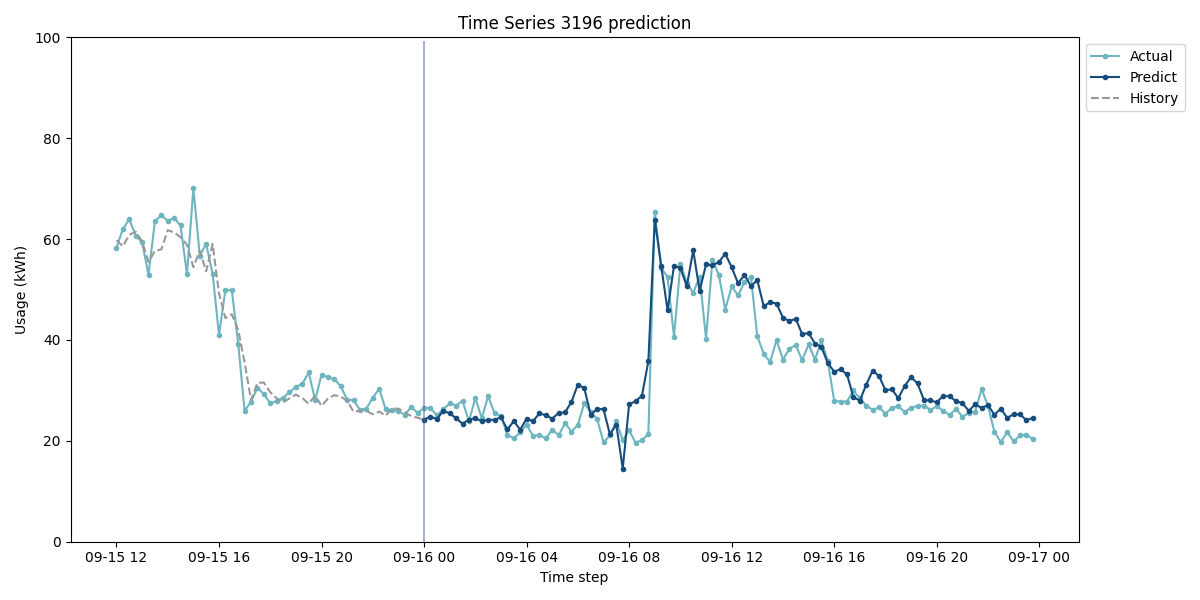 Time Series 3196 prediction
100
80
60
40
20
0
Usage (kWh)
09-15 12
09-15 16
09-15 20
09-16 00
09-16 04
09-16 08
09-16 12
09-16 16
09-16 20
09-17 00
Time step
Actual
Predict
History